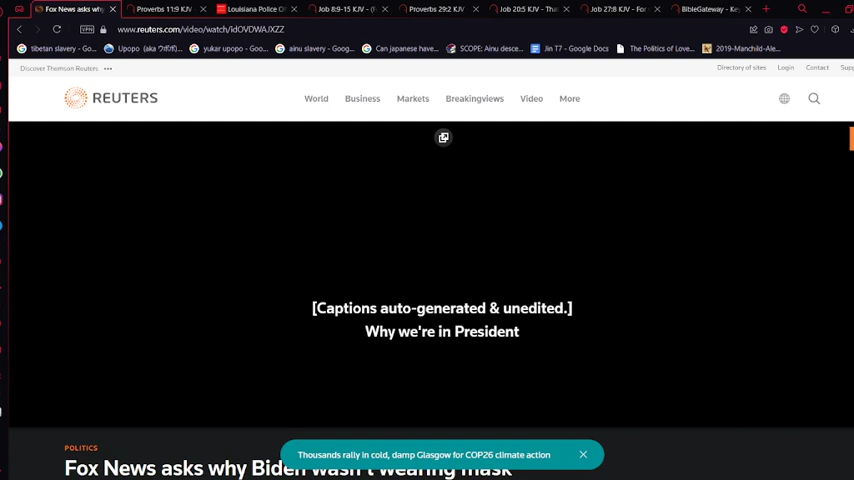 Fox News asks why
Proverbs 11:9 KJV
Louisiana Police Of
Job 8:9-15 KJV - (F
Proverbs 29:2 KJV
Job 20:5 KJV - Tha
Job 27:8 KJV - For
BibleGateway - Key
VPN www.reuters.com/video/watch/idOVDWAJXZZ
tibetan slavery - Go...
Upopo (aka ウポポ)...
yukar upopo - Goo...
ainu slavery - Goog...
Can japanese have...
SCOPE: Ainu desce...
Jin T7 - Google Docs
The Politics of Love...
2019-Manchild-Ale...
Discover Thomson Reuters
Directory of sites Login Contact Supp
REUTERS
World Business Markets Breakingviews Video More
[Captions auto-generated & unedited.]
Why we're in President
POLITICS
Thousands rally in cold, damp Glasgow for COP26 climate action
Fox News asks why Biden wasn't wearing mask